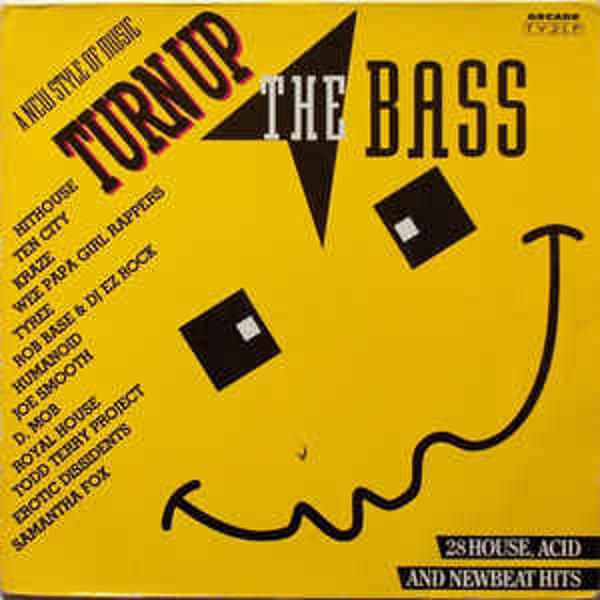 ARCADE
TV 2LP
A NEW STYLE OF MUSIC
TURN UP
THE BASS
HITHOUSE
TEN CITY
KRAZE
WEE PAPA GIRL RAPPERS
TYREE
ROB BASE & DJ EZ ROCK
HUMANOID
JOE SMOOTH
D. MOB
ROYAL HOUSE
TODD TERRY PROJECT
EROTIC DISSIDENTS
SAMANTHA FOX
28 HOUSE, ACID
AND NEWBEAT HITS